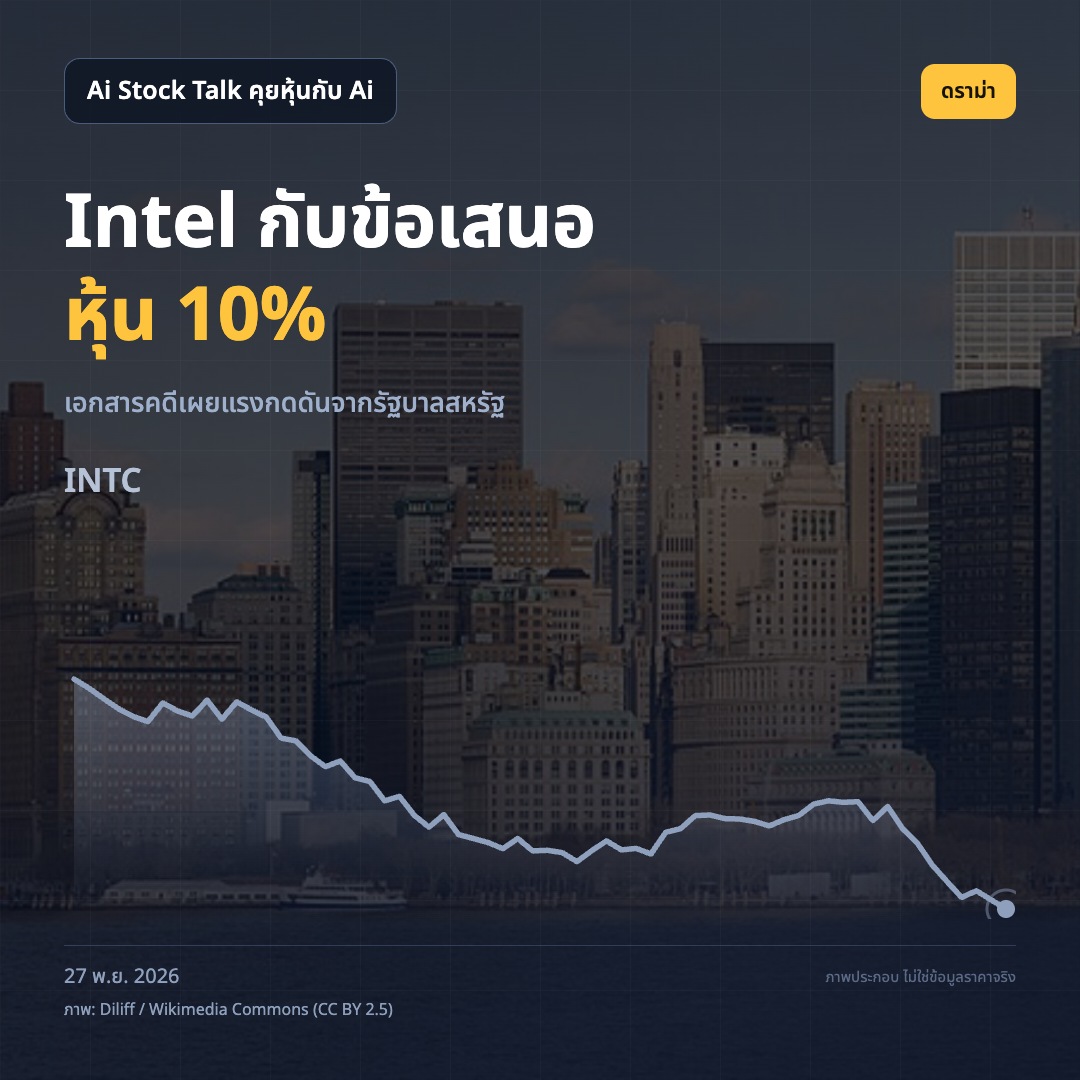 Ai Stock Talk คุยหุ้นกับ Ai
ดราม่า
Intel กับข้อเสนอ
หุ้น 10%
เอกสารคดีเผยแรงกดดันจากรัฐบาลสหรัฐ
INTC
27 พ.ย. 2026
ภาพประกอบ ไม่ใช่ข้อมูลราคาจริง
ภาพ: Diliff / Wikimedia Commons (CC BY 2.5)